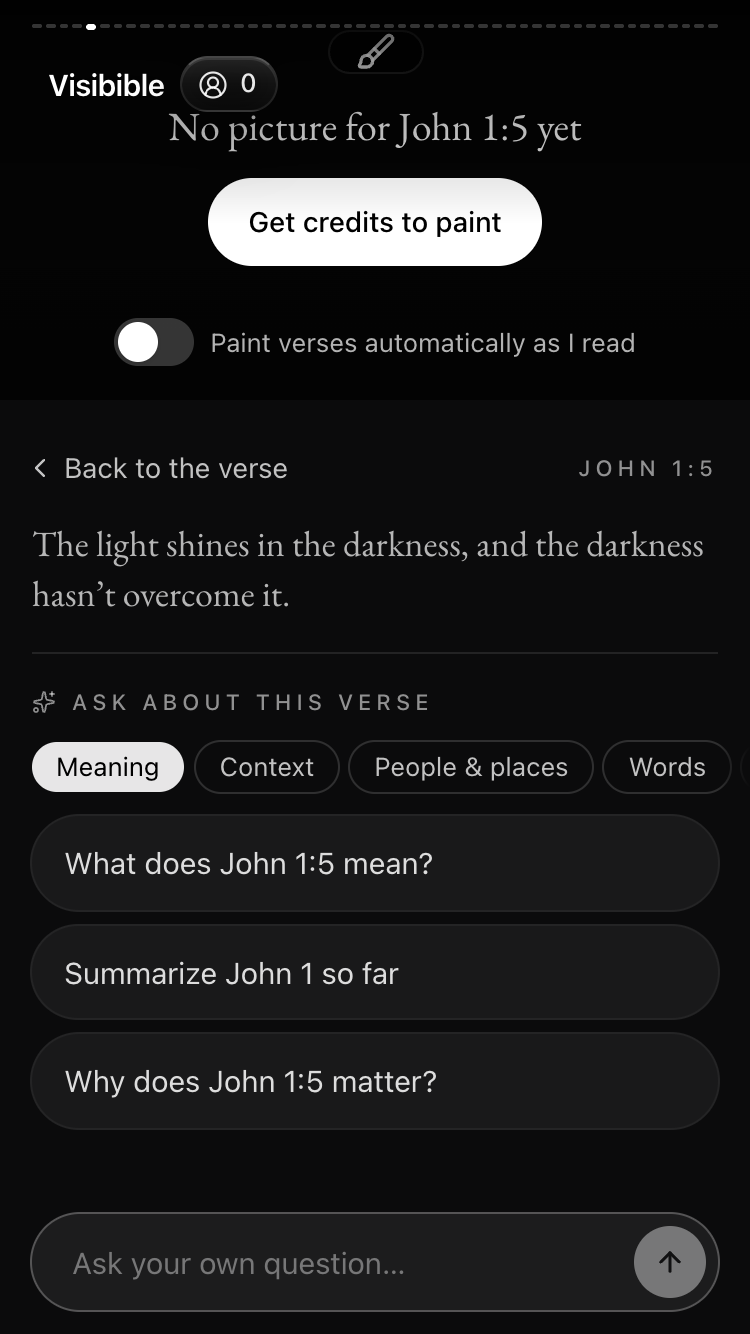 Visibible
0
No picture for John 1:5 yet
Get credits to paint
Paint verses automatically as I read
Back to the verse
JOHN 1:5
The light shines in the darkness, and the darkness
hasn’t overcome it.
ASK ABOUT THIS VERSE
Meaning
Context
People & places
Words
What does John 1:5 mean?
Summarize John 1 so far
Why does John 1:5 matter?
Ask your own question...